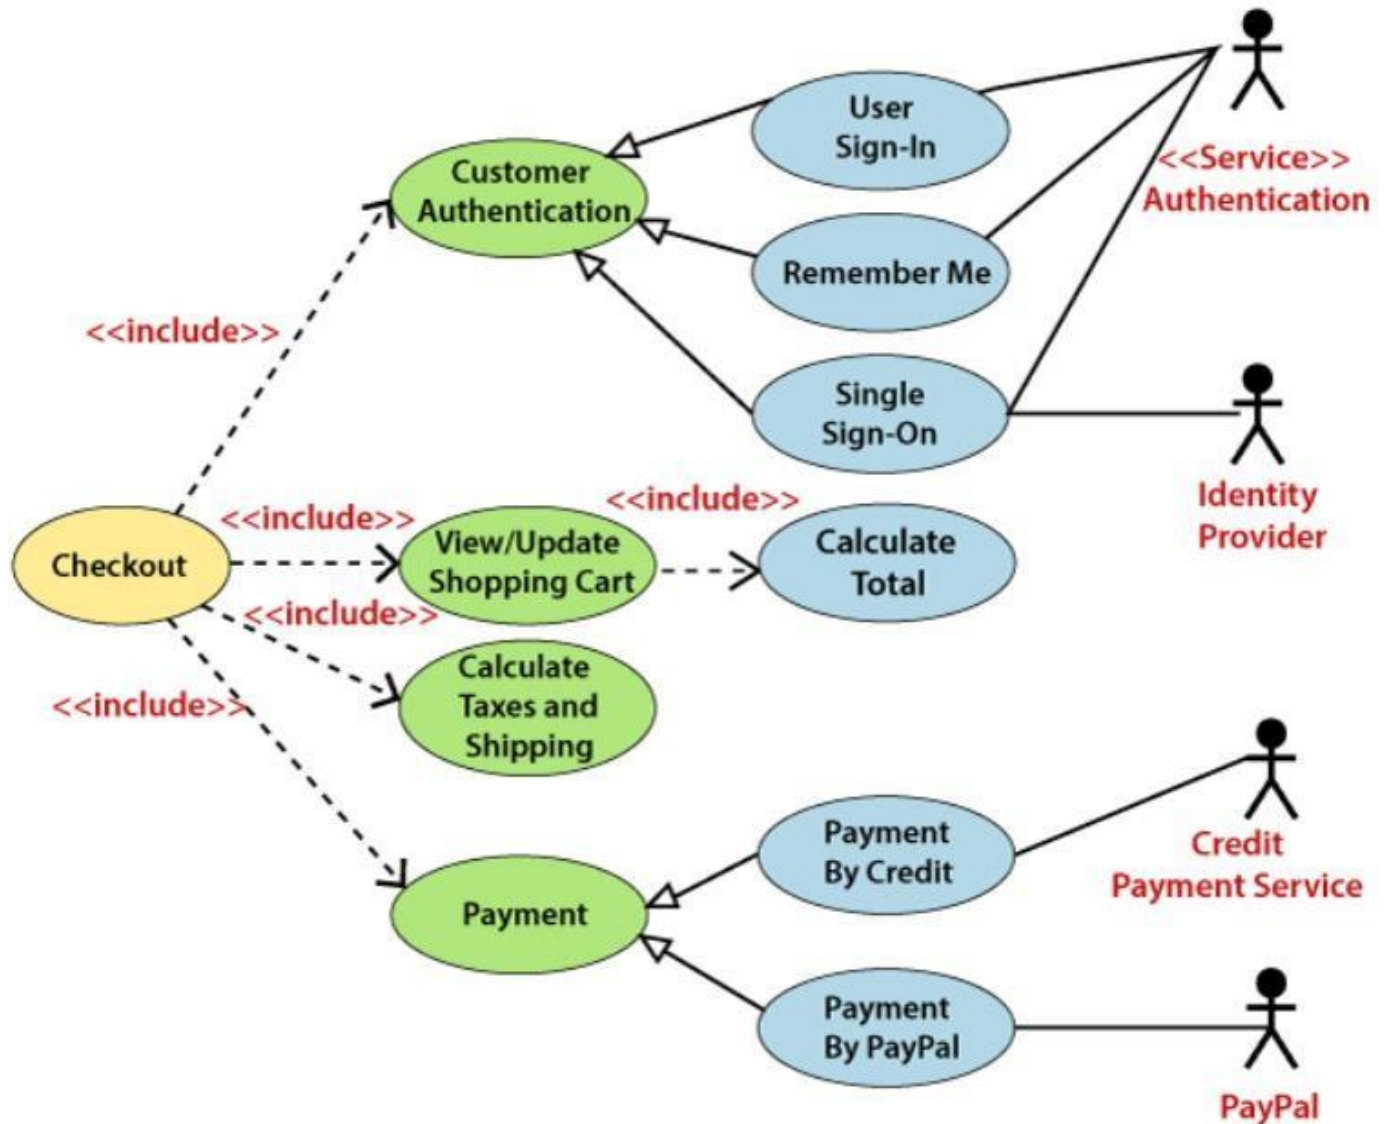 User
Sign-In
<<Service>>
Authentication
Customer
Authentication
Remember Me
<<include>>
Single
Sign-On
Identity
Provider
<<include>>
<<include>>
Checkout
View/Update
Shopping Cart
Calculate
Total
<<include>>
Calculate
Taxes and
Shipping
<<include>>
Payment
By Credit
Credit
Payment Service
Payment
Payment
By PayPal
PayPal